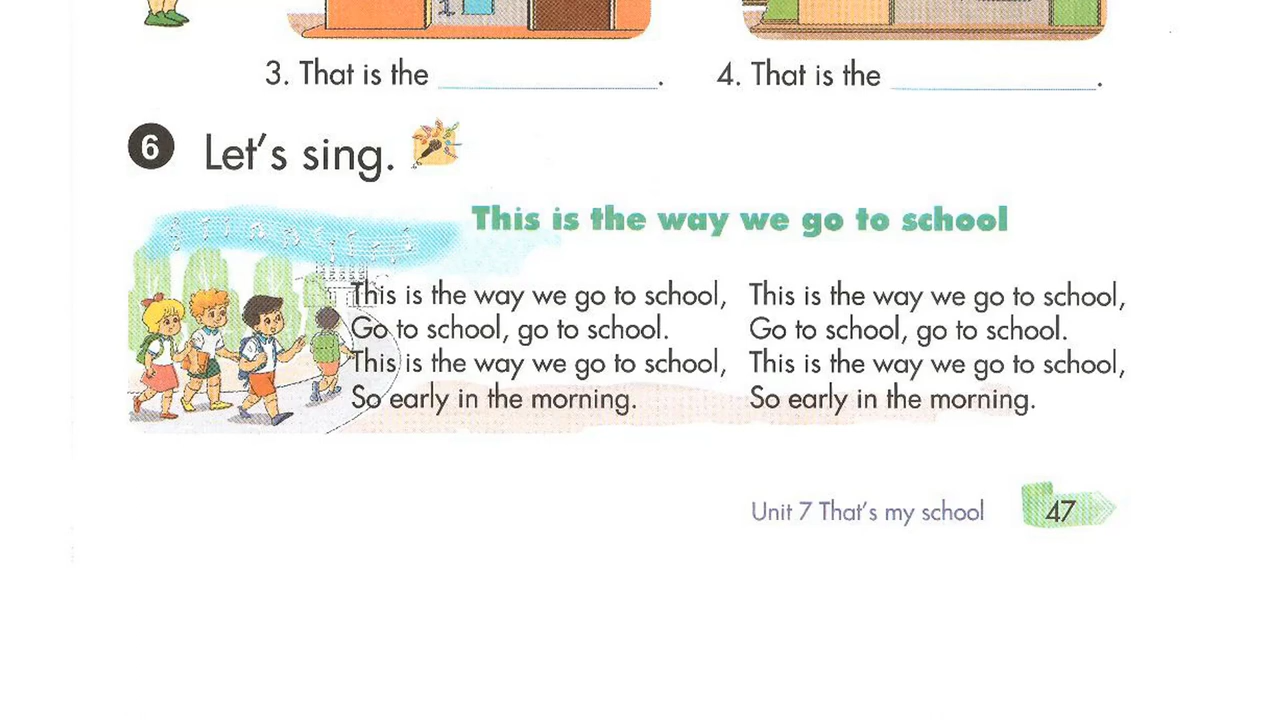 3. That is the ____________.
4. That is the ____________.
6 Let's sing.
This is the way we go to school
This is the way we go to school,
Go to school, go to school.
This is the way we go to school,
So early in the morning.
This is the way we go to school,
Go to school, go to school.
This is the way we go to school,
So early in the morning.
Unit 7 That's my school
47